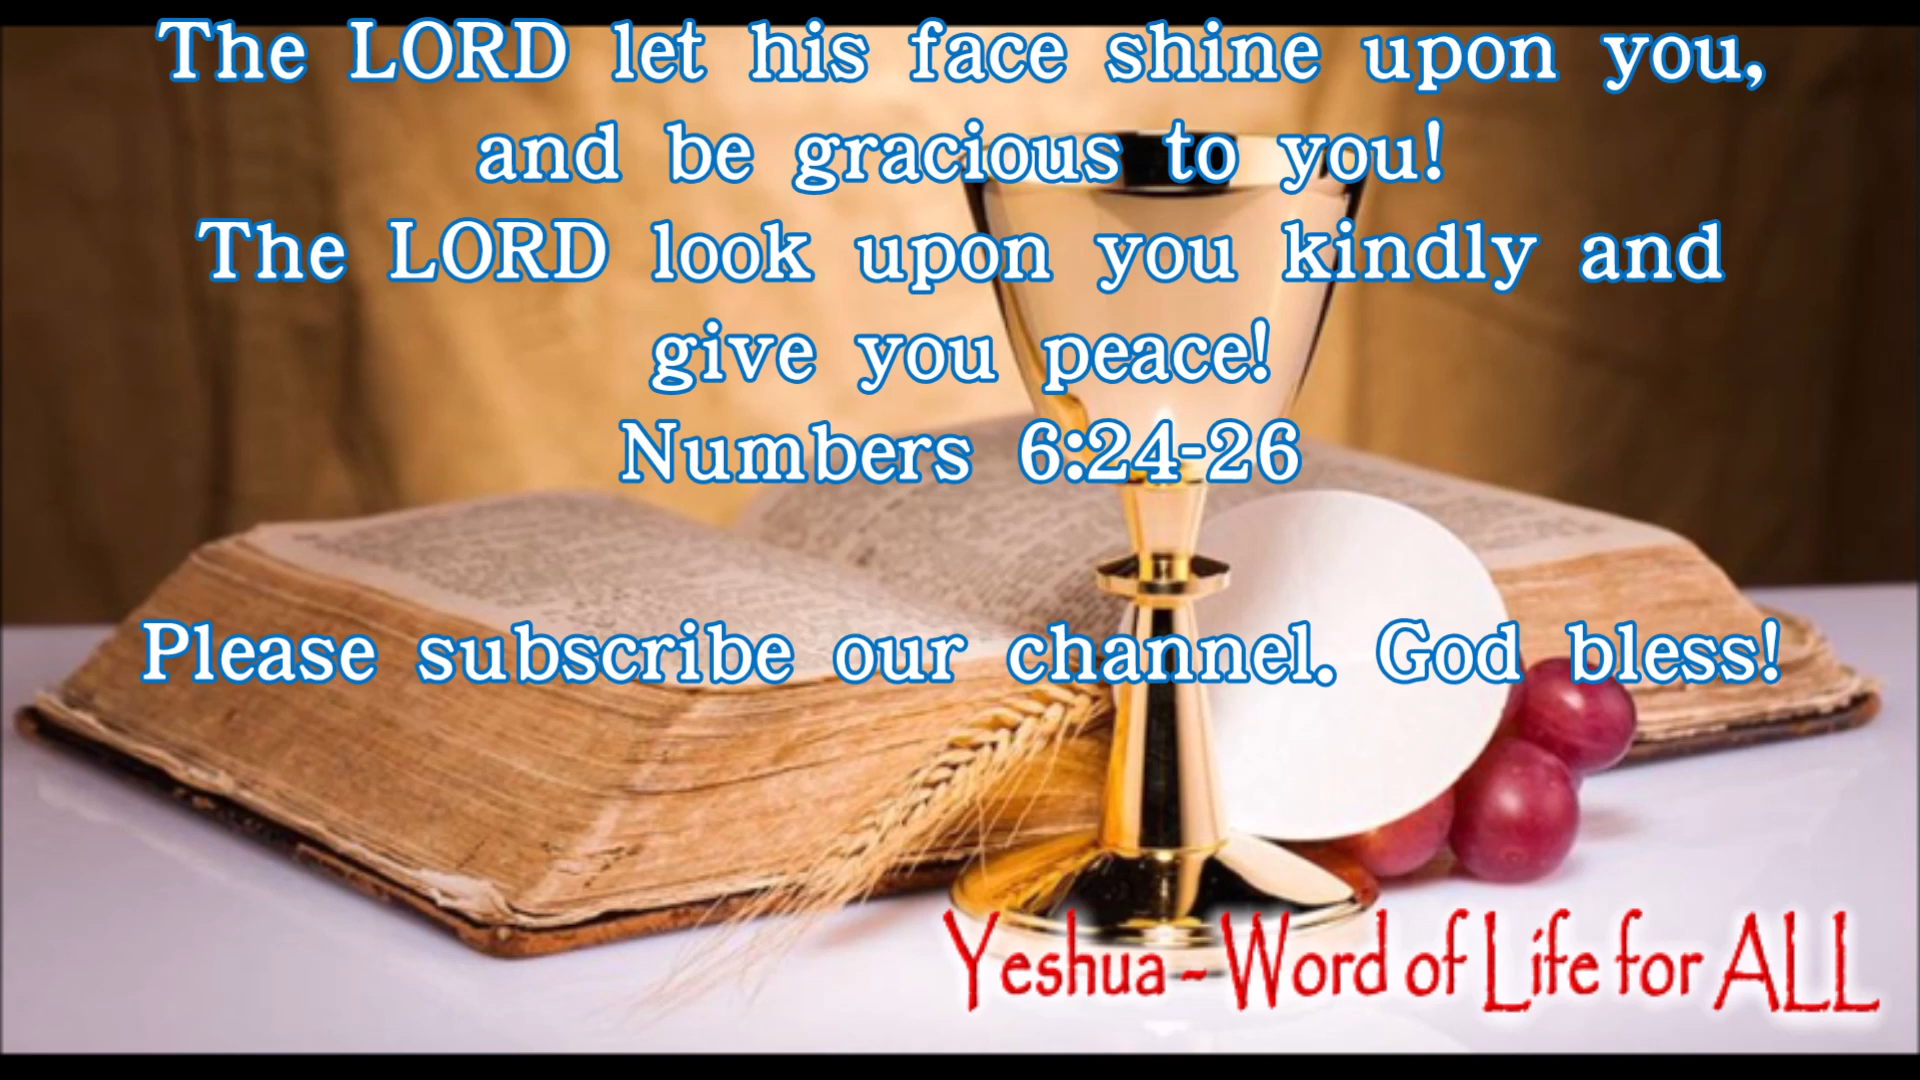 The LORD let his face shine upon you,
and be gracious to you!
The LORD look upon you kindly and
give you peace!
Numbers 6:24-26
Please subscribe our channel. God bless!
Yeshua ~ Word of Life for ALL